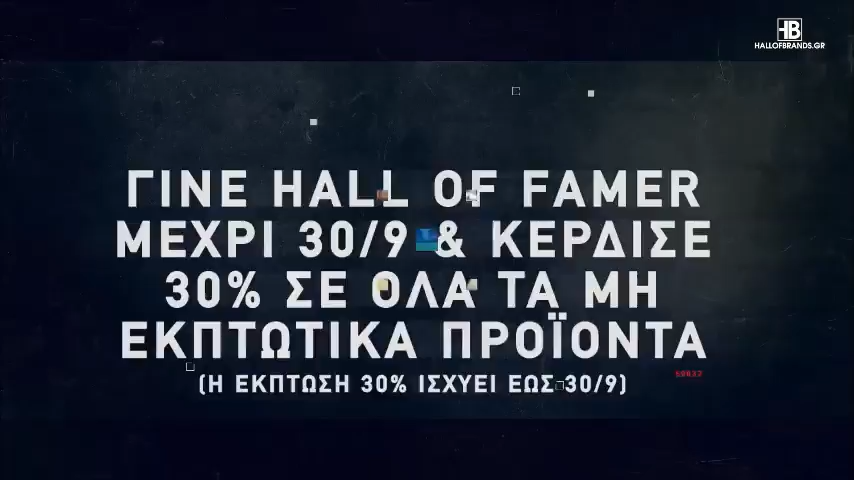 HB
HALLOFBRANDS.GR
ΓΙΝΕ HALL OF FAMER
ΜΕΧΡΙ 30/9 & ΚΕΡΔΙΣΕ
30% ΣΕ ΟΛΑ ΤΑ ΜΗ
ΕΚΠΤΩΤΙΚΑ ΠΡΟΪΟΝΤΑ
(Η ΕΚΠΤΩΣΗ 30% ΙΣΧΥΕΙ ΕΩΣ 30/9)